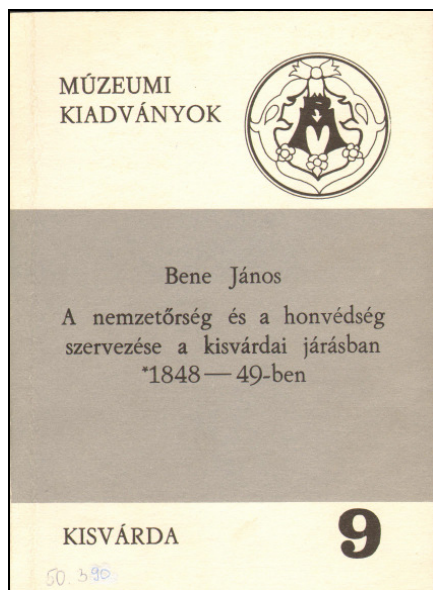 MÚZEUMI
KIADVÁNYOK
Bene János
A nemzetőrség és a honvédség
szervezése a kisvárdai járásban
*1848—49-ben
KISVÁRDA
9
50.390